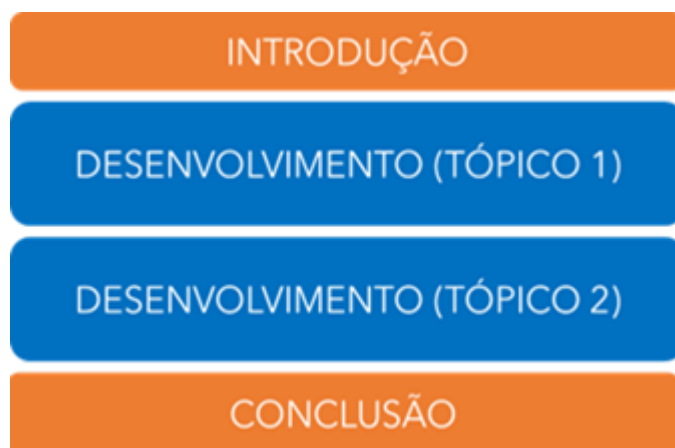 INTRODUÇÃO
DESENVOLVIMENTO (TÓPICO 1)
DESENVOLVIMENTO (TÓPICO 2)
CONCLUSÃO